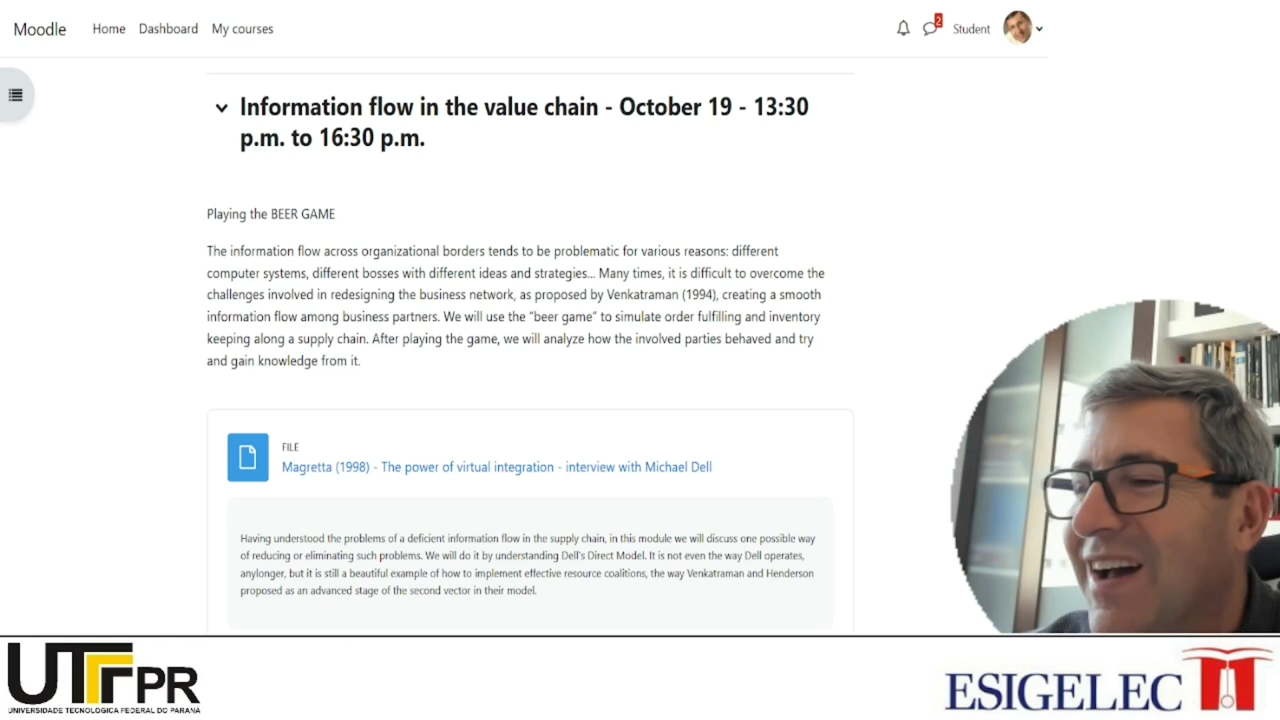 Moodle Home Dashboard My courses 2 Student
Information flow in the value chain - October 19 - 13:30
p.m. to 16:30 p.m.
Playing the BEER GAME
The information flow across organizational borders tends to be problematic for various reasons: different
computer systems, different bosses with different ideas and strategies... Many times, it is difficult to overcome the
challenges involved in redesigning the business network, as proposed by Venkatraman (1994), creating a smooth
information flow among business partners. We will use the "beer game" to simulate order fulfilling and inventory
keeping along a supply chain. After playing the game, we will analyze how the involved parties behaved and try
and gain knowledge from it.
FILE
Magretta (1998) - The power of virtual integration - interview with Michael Dell
Having understood the problems of a deficient information flow in the supply chain, in this module we will discuss one possible way
of reducing or eliminating such problems. We will do it by understanding Dell's Direct Model. It is not even the way Dell operates,
anylonger, but it is still a beautiful example of how to implement effective resource coalitions, the way Venkatraman and Henderson
proposed as an advanced stage of the second vector in their model.
UTFPR
UNIVERSIDADE TECNOLÓGICA FEDERAL DO PARANÁ
ESIGELEC